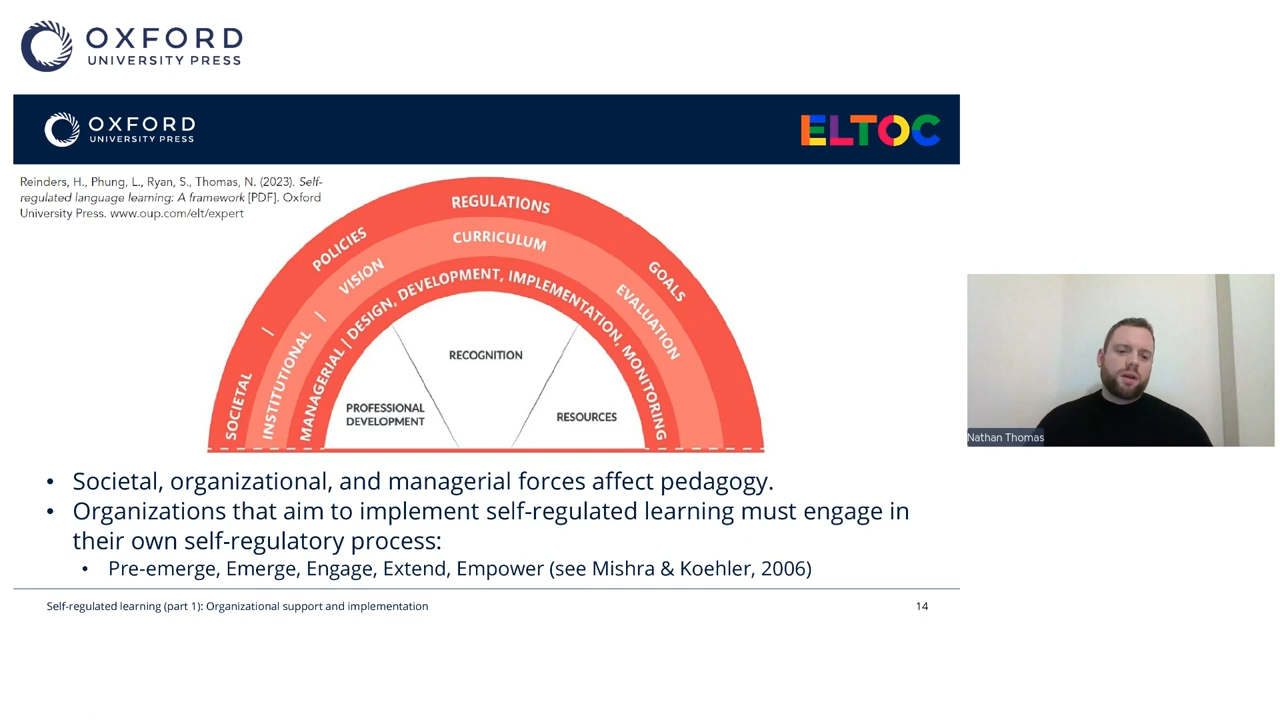 OXFORD
UNIVERSITY PRESS
OXFORD
UNIVERSITY PRESS
ELTOC
Reinders, H., Phung, L., Ryan, S., Thomas, N. (2023). Self-
regulated language learning: A framework [PDF]. Oxford
University Press. www.oup.com/elt/expert
SOCIETAL | POLICIES REGULATIONS GOALS
INSTITUTIONAL | VISION CURRICULUM EVALUATION
MANAGERIAL | DESIGN, DEVELOPMENT, IMPLEMENTATION, MONITORING
PROFESSIONAL
DEVELOPMENT
RECOGNITION
RESOURCES
Nathan Thomas
• Societal, organizational, and managerial forces affect pedagogy.
• Organizations that aim to implement self-regulated learning must engage in
their own self-regulatory process:
• Pre-emerge, Emerge, Engage, Extend, Empower (see Mishra & Koehler, 2006)
Self-regulated learning (part 1): Organizational support and implementation
14